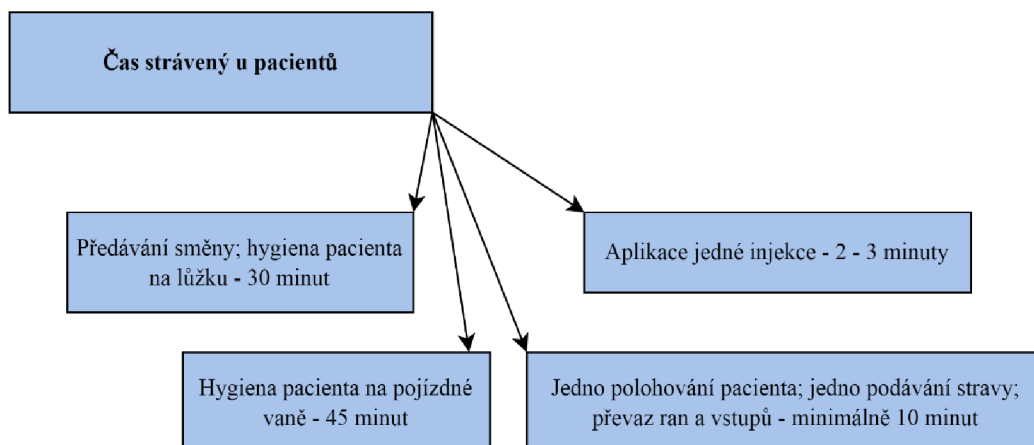 Čas strávený u pacientů
Předávání směny; hygiena pacienta
na lůžku - 30 minut
Aplikace jedné injekce - 2 - 3 minuty
Hygiena pacienta na pojízdné
vaně - 45 minut
Jedno polohování pacienta; jedno podávání stravy;
převaz ran a vstupů - minimálně 10 minut